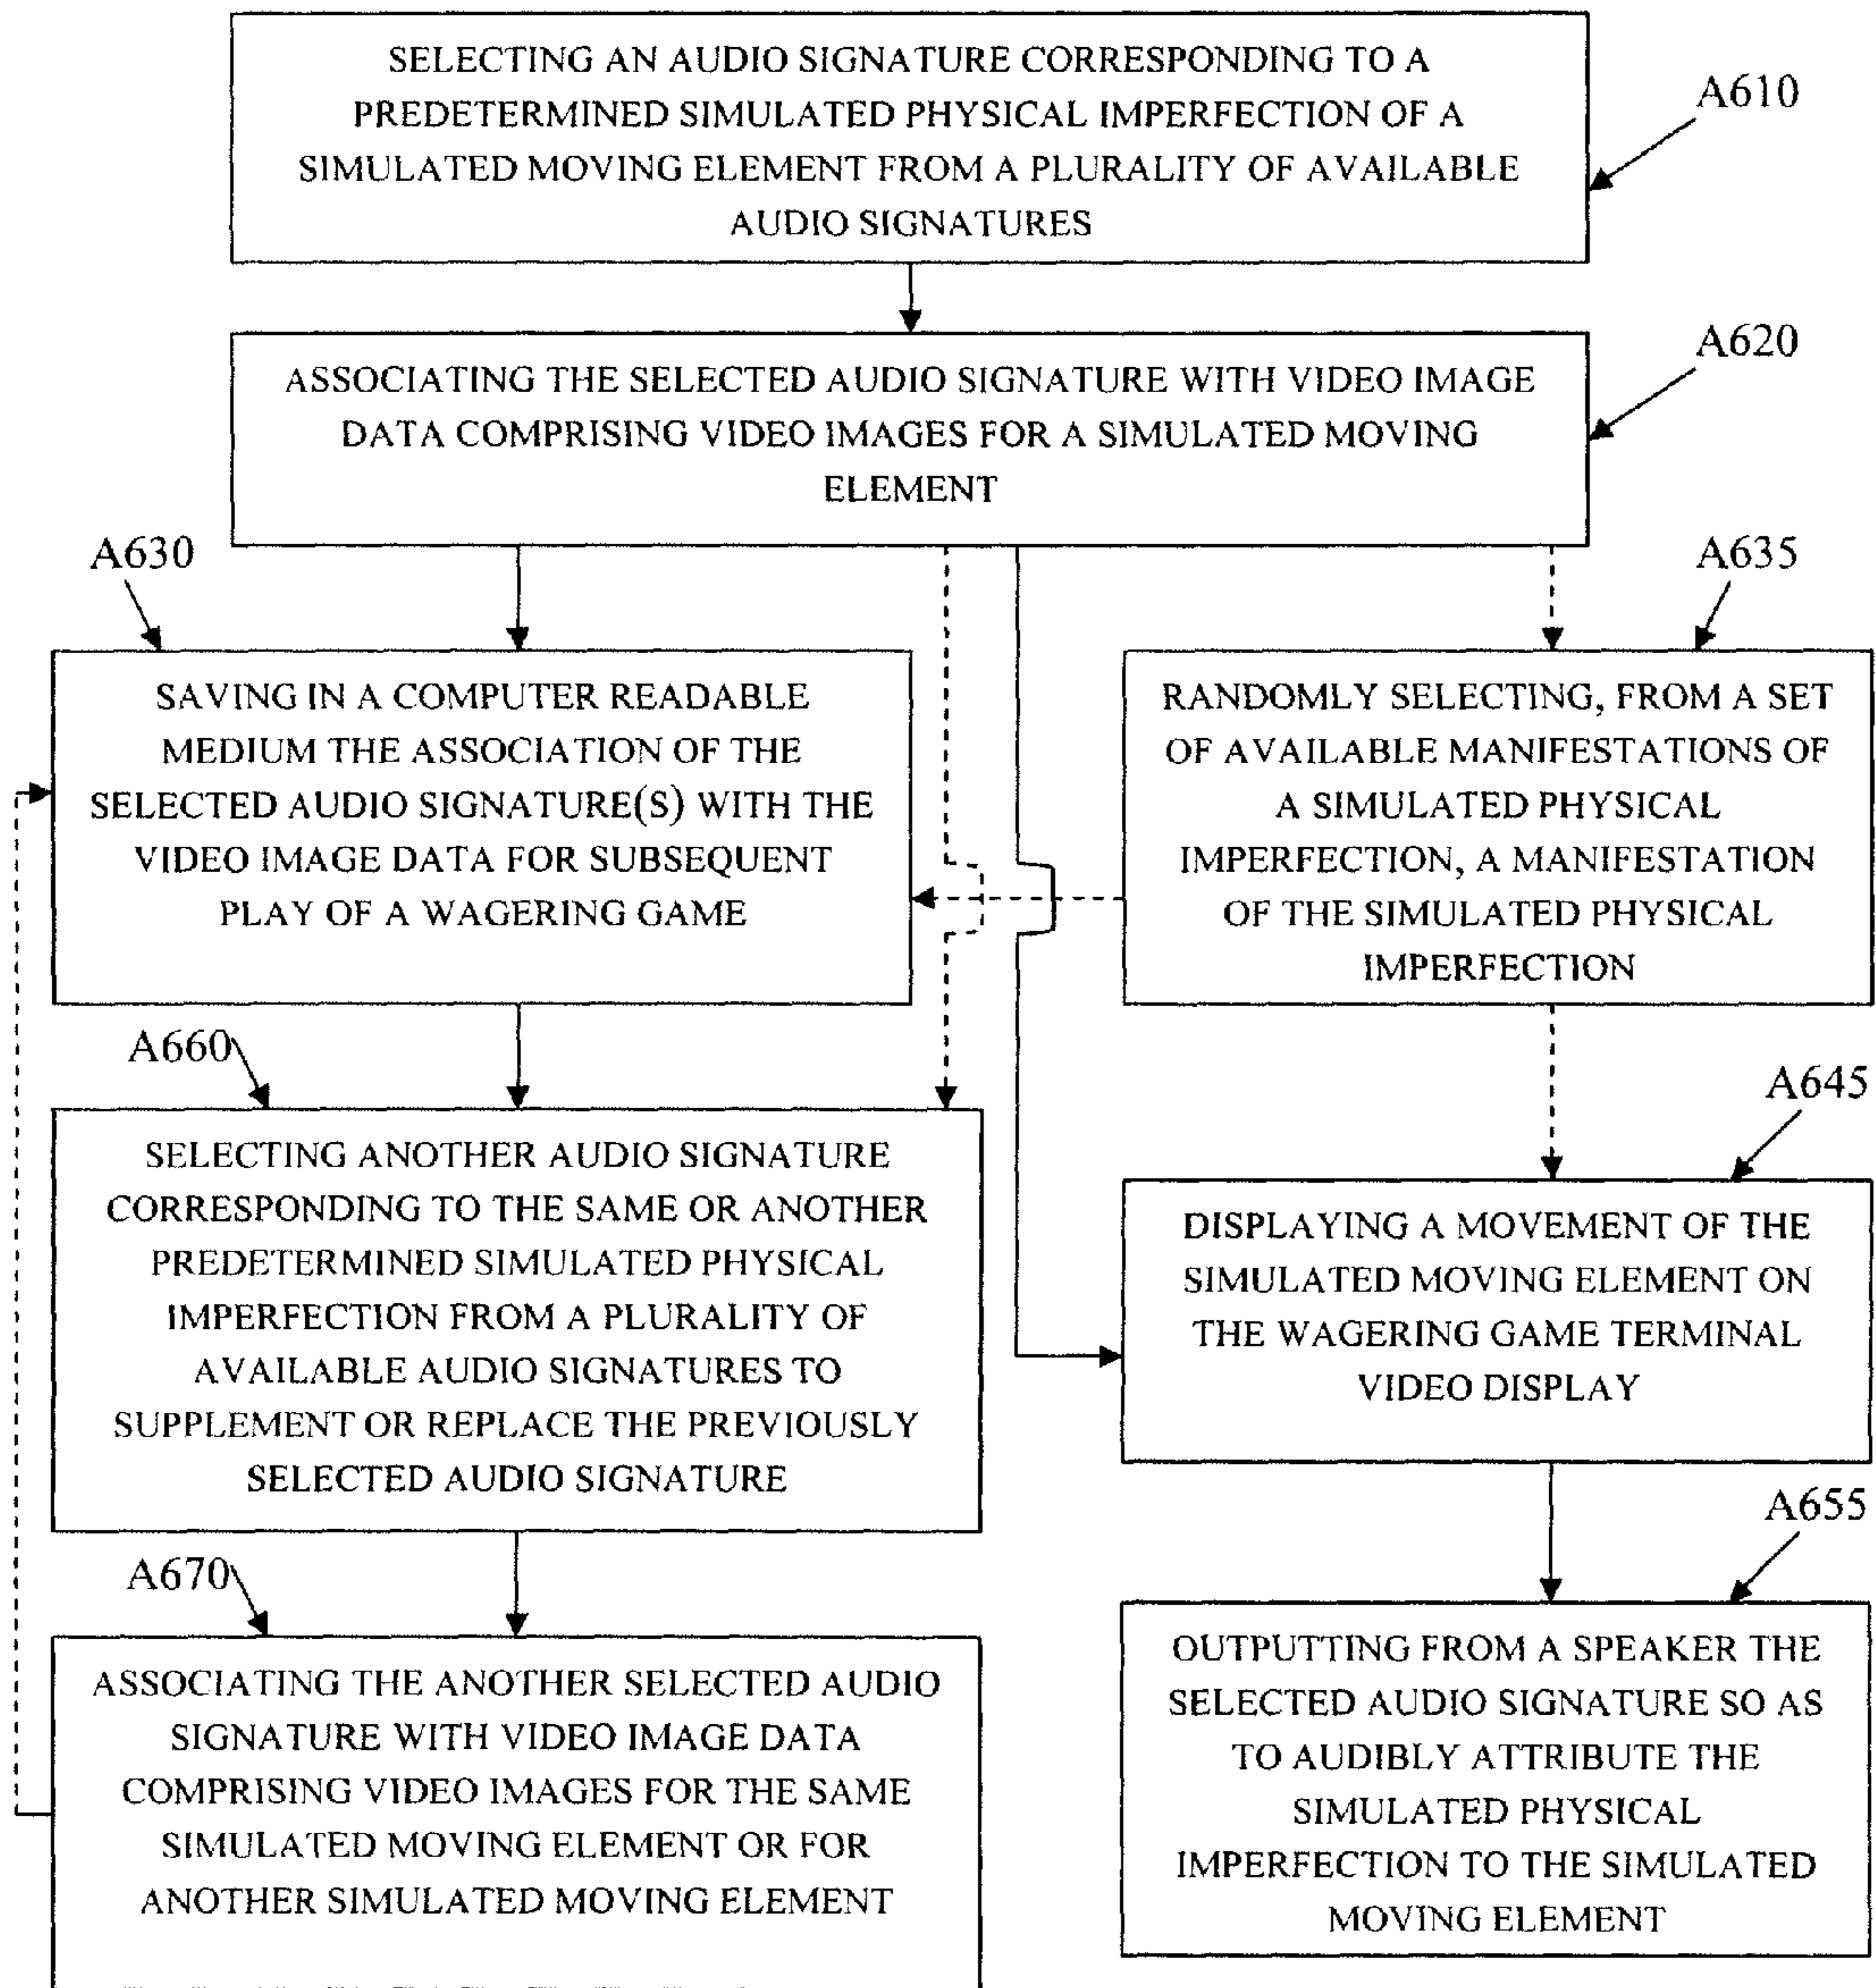 SELECTING AN AUDIO SIGNATURE CORRESPONDING TO A
PREDETERMINED SIMULATED PHYSICAL IMPERFECTION OF A
SIMULATED MOVING ELEMENT FROM A PLURALITY OF AVAILABLE
AUDIO SIGNATURES
A610
ASSOCIATING THE SELECTED AUDIO SIGNATURE WITH VIDEO IMAGE
DATA COMPRISING VIDEO IMAGES FOR A SIMULATED MOVING
ELEMENT
A620
A630
SAVING IN A COMPUTER READABLE
MEDIUM THE ASSOCIATION OF THE
SELECTED AUDIO SIGNATURE(S) WITH THE
VIDEO IMAGE DATA FOR SUBSEQUENT
PLAY OF A WAGERING GAME
A635
RANDOMLY SELECTING, FROM A SET
OF AVAILABLE MANIFESTATIONS OF
A SIMULATED PHYSICAL
IMPERFECTION, A MANIFESTATION
OF THE SIMULATED PHYSICAL
IMPERFECTION
A660
SELECTING ANOTHER AUDIO SIGNATURE
CORRESPONDING TO THE SAME OR ANOTHER
PREDETERMINED SIMULATED PHYSICAL
IMPERFECTION FROM A PLURALITY OF
AVAILABLE AUDIO SIGNATURES TO
SUPPLEMENT OR REPLACE THE PREVIOUSLY
SELECTED AUDIO SIGNATURE
A645
DISPLAYING A MOVEMENT OF THE
SIMULATED MOVING ELEMENT ON
THE WAGERING GAME TERMINAL
VIDEO DISPLAY
A670
ASSOCIATING THE ANOTHER SELECTED AUDIO
SIGNATURE WITH VIDEO IMAGE DATA
COMPRISING VIDEO IMAGES FOR THE SAME
SIMULATED MOVING ELEMENT OR FOR
ANOTHER SIMULATED MOVING ELEMENT
A655
OUTPUTTING FROM A SPEAKER THE
SELECTED AUDIO SIGNATURE SO AS
TO AUDIBLY ATTRIBUTE THE
SIMULATED PHYSICAL
IMPERFECTION TO THE SIMULATED
MOVING ELEMENT